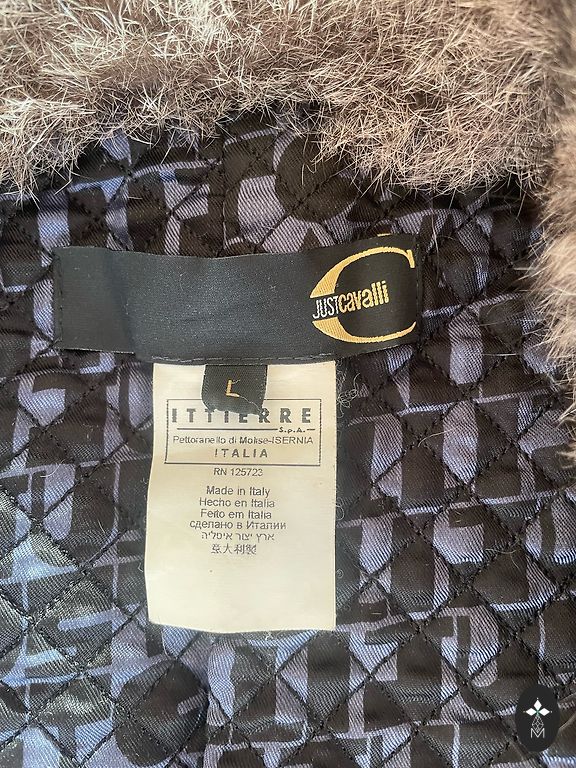 JUSTcavalli
L
ITTIERRE
S.p.A.
Pettoranello di Molise-ISERNIA
ITALIA
RN 125723
Made in Italy
Hecho en Italia
Feito em Italia
сделано в Италии
ארץ יצור איטליה
意大利製
M